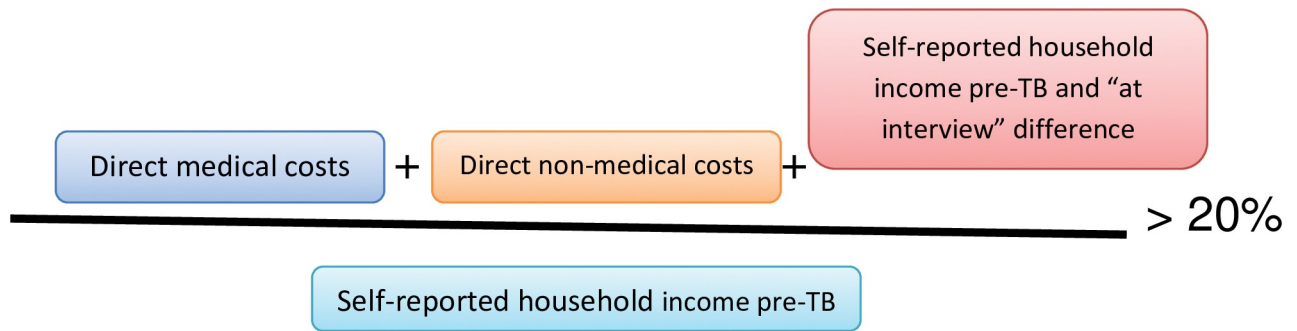 Direct medical costs
+
Direct non-medical costs
+
Self-reported household
income pre-TB and “at
interview” difference
> 20%
Self-reported household income pre-TB